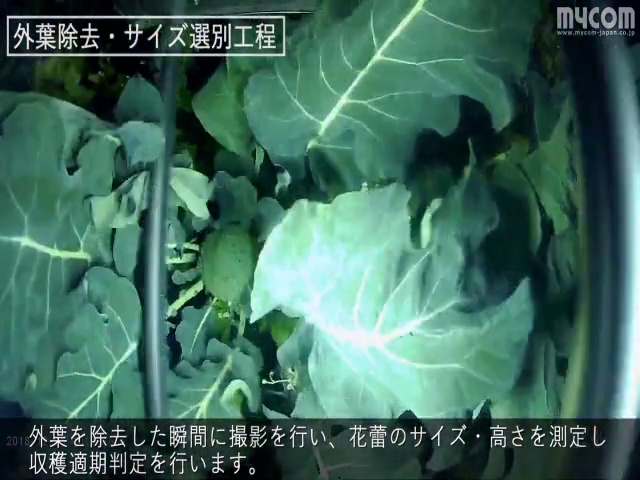 外葉除去・サイズ選別工程
mycom
www.mycom-japan.co.jp
外葉を除去した瞬間に撮影を行い、花蕾のサイズ・高さを測定し
収穫適期判定を行います。